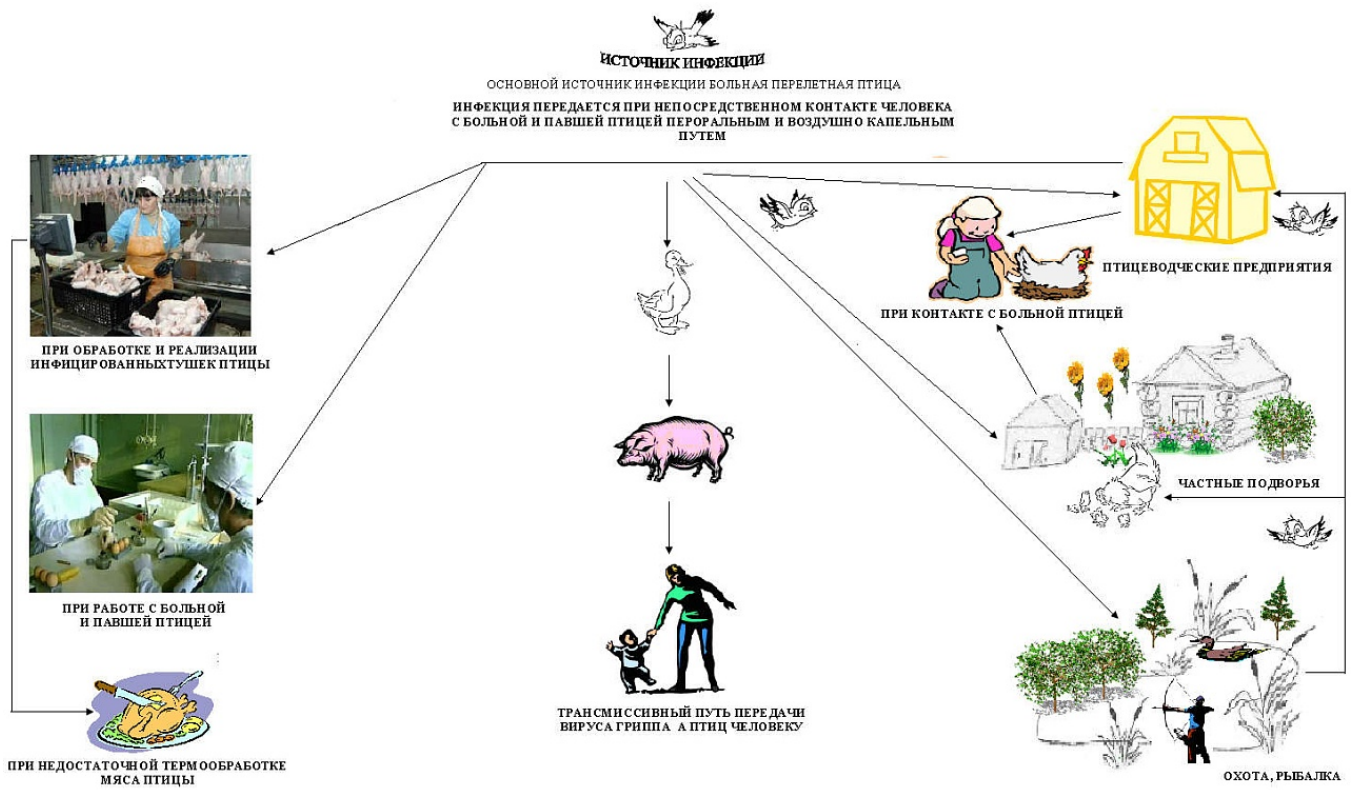 ИСТОЧНИК ИНФЕКЦИИ
ОСНОВНОЙ ИСТОЧНИК ИНФЕКЦИИ БОЛЬНАЯ ПЕРЕЛЕТНАЯ ПТИЦА
ИНФЕКЦИЯ ПЕРЕДАЕТСЯ ПРИ НЕПОСРЕДСТВЕННОМ КОНТАКТЕ ЧЕЛОВЕКА
С БОЛЬНОЙ И ПАВШЕЙ ПТИЦЕЙ ПЕРОРАЛЬНЫМ И ВОЗДУШНО КАПЕЛЬНЫМ
ПУТЕМ
ПТИЦЕВОДЧЕСКИЕ ПРЕДПРИЯТИЯ
ПРИ КОНТАКТЕ С БОЛЬНОЙ ПТИЦЕЙ
ПРИ ОБРАБОТКЕ И РЕАЛИЗАЦИИ
ИНФИЦИРОВАННЫХТУШЕК ПТИЦЫ
ЧАСТНЫЕ ПОДВОРЬЯ
ПРИ РАБОТЕ С БОЛЬНОЙ
И ПАВШЕЙ ПТИЦЕЙ
ТРАНСМИССИВНЫЙ ПУТЬ ПЕРЕДАЧИ
ВИРУСА ГРИППА А ПТИЦ ЧЕЛОВЕКУ
ПРИ НЕДОСТАТОЧНОЙ ТЕРМООБРАБОТКЕ
МЯСА ПТИЦЫ
ОХОТА, РЫБАЛКА